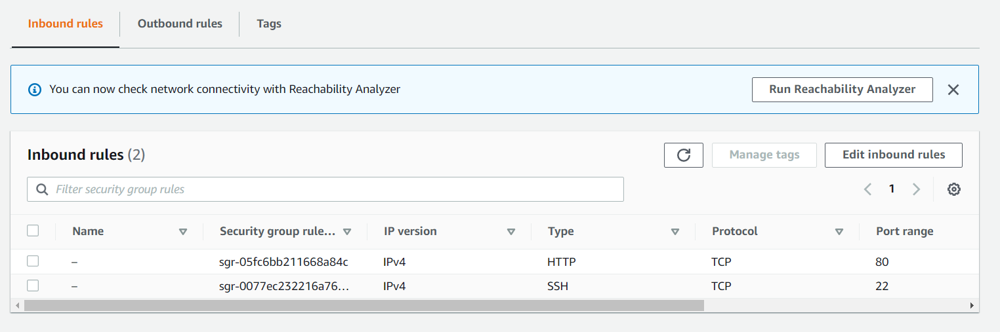 Inbound rules Outbound rules Tags
You can now check network connectivity with Reachability Analyzer Run Reachability Analyzer
Inbound rules (2) Manage tags Edit inbound rules
Filter security group rules 1
Name Security group rule... IP version Type Protocol Port range
– sgr-05fc6bb211668a84c IPv4 HTTP TCP 80
– sgr-0077ec232216a76... IPv4 SSH TCP 22